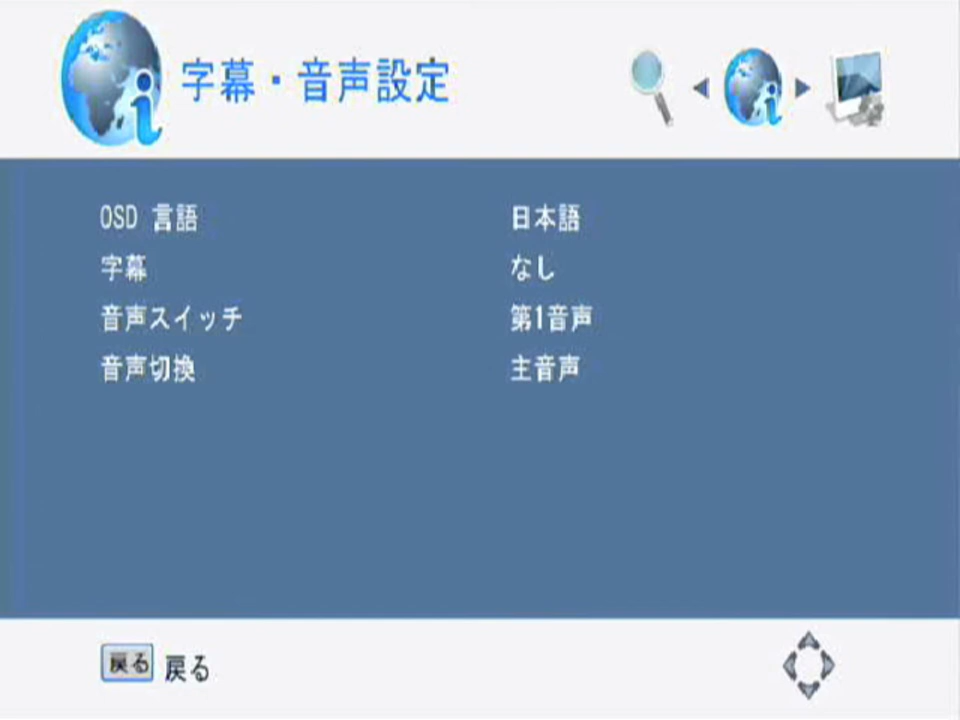 字幕・音声設定
OSD 言語 日本語
字幕 なし
音声スイッチ 第1音声
音声切換 主音声
戻る 戻る